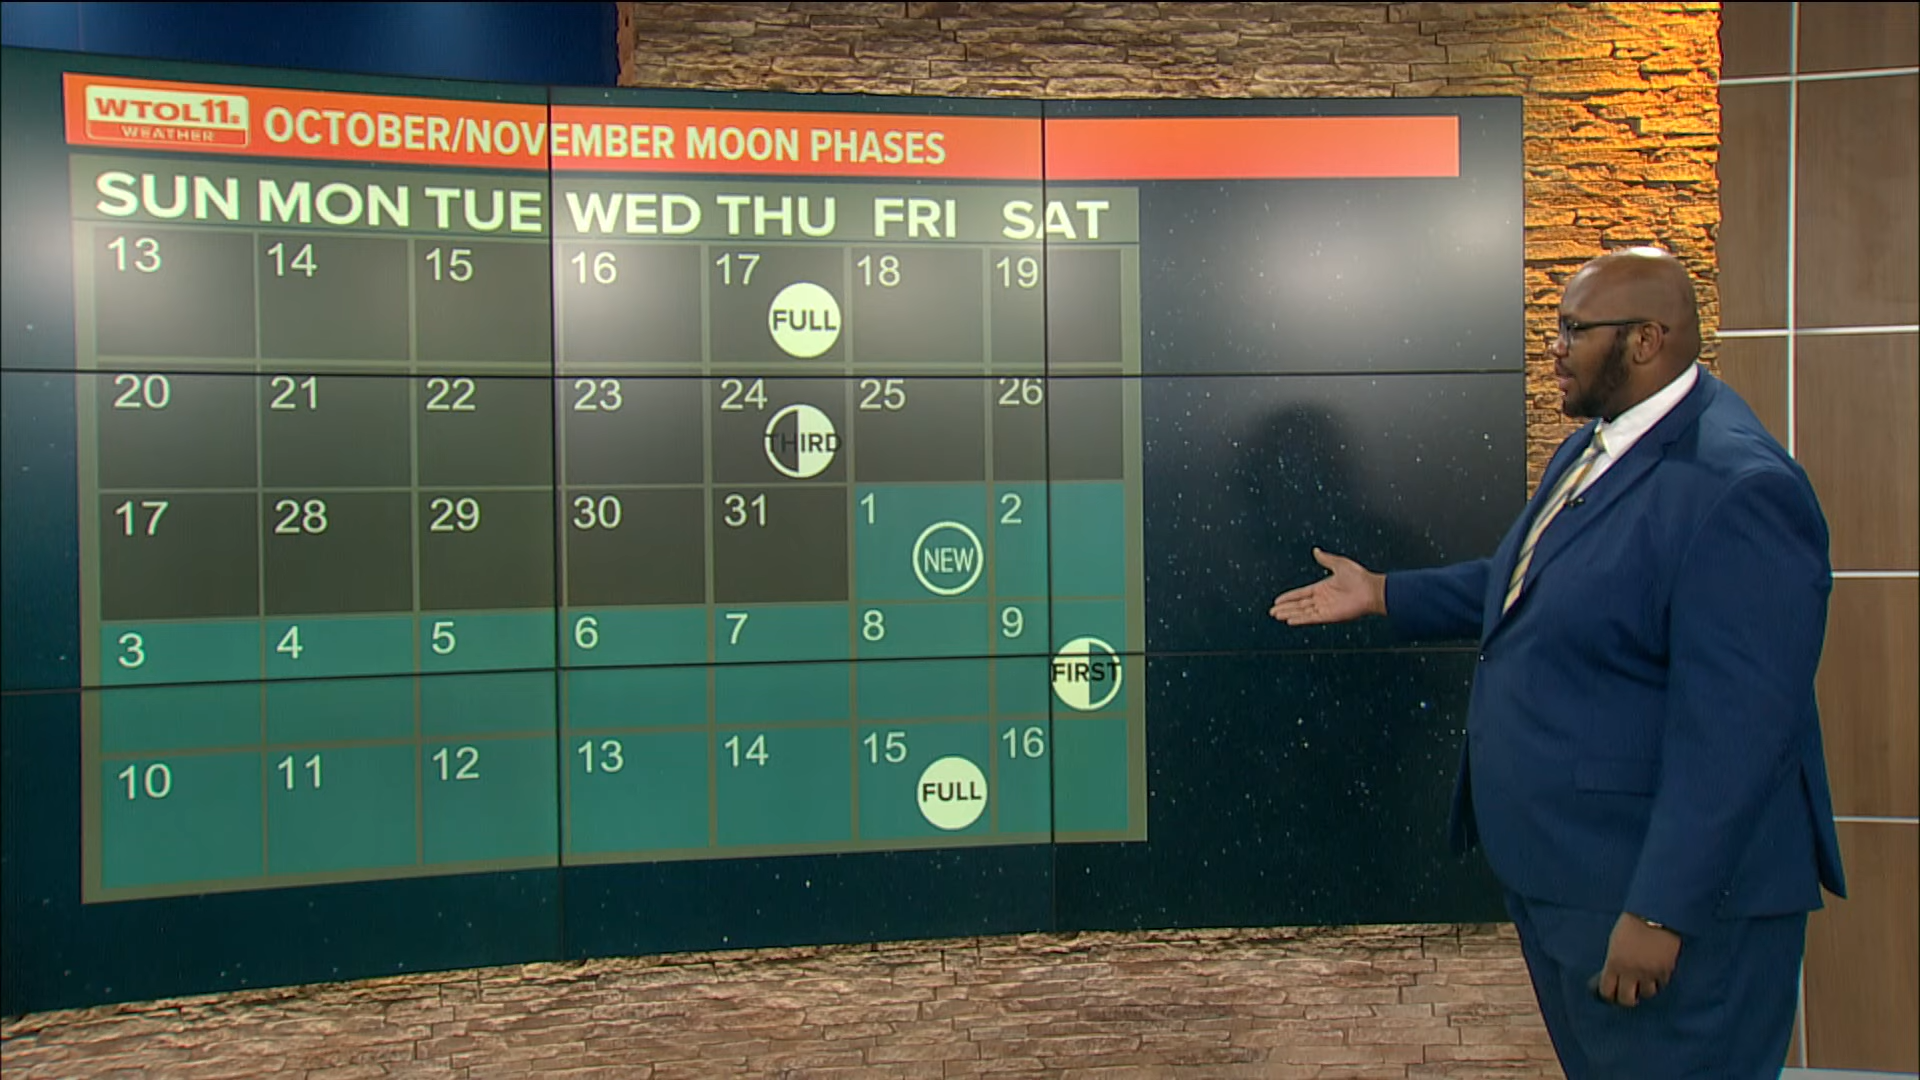 WTOL11
WEATHER
OCTOBER/NOVEMBER MOON PHASES
SUN MON TUE WED THU FRI SAT
13 14 15 16 17 18 19
FULL
20 21 22 23 24 25 26
THIRD
17 28 29 30 31 1 2
NEW
3 4 5 6 7 8 9
FIRST
10 11 12 13 14 15 16
FULL